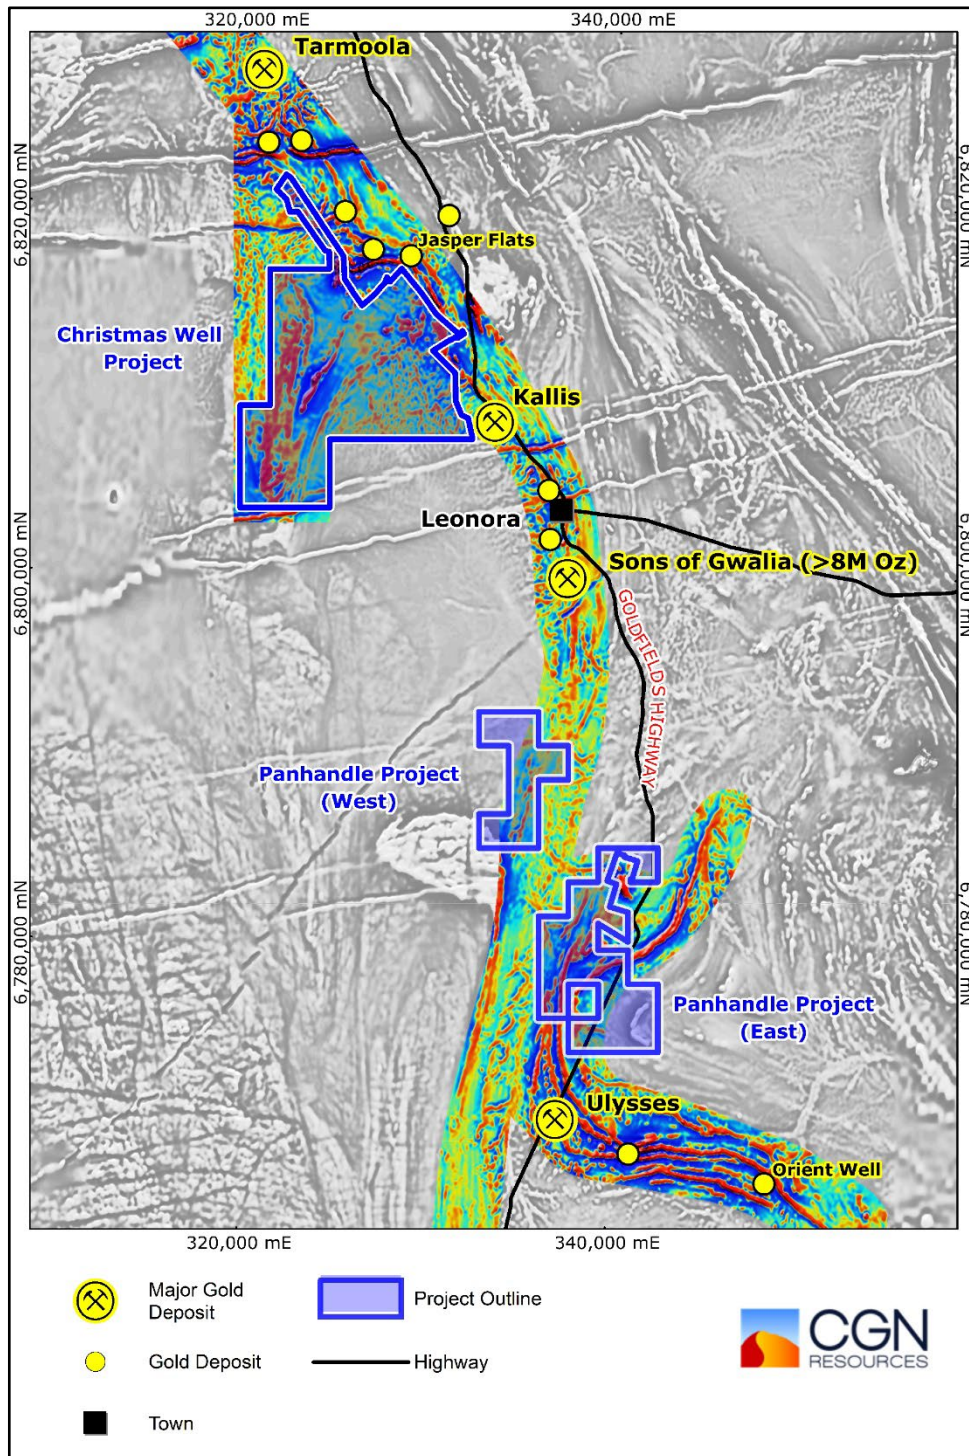 320,000 mE
340,000 mE
Tarmoola
6,820,000 mN
6,820,000 mN
Jasper Flats
Christmas Well
Project
Kallis
Leonora
Sons of Gwalia (>8M Oz)
6,800,000 mN
6,800,000 mN
GOLDFIELDS HIGHWAY
Panhandle Project
(West)
6,780,000 mN
6,780,000 mN
Panhandle Project
(East)
Ulysses
Orient Well
320,000 mE
340,000 mE
Major Gold
Deposit
Project Outline
Gold Deposit
Highway
Town
CGN
RESOURCES